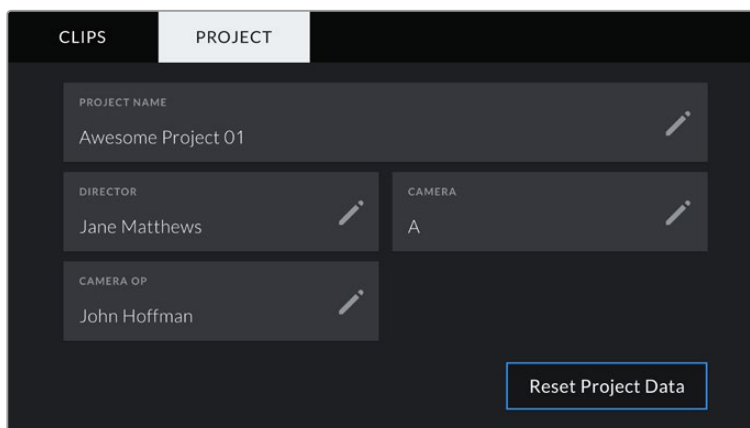 CLIPS PROJECT
PROJECT NAME
Awesome Project 01
DIRECTOR
Jane Matthews
CAMERA
A
CAMERA OP
John Hoffman
Reset Project Data